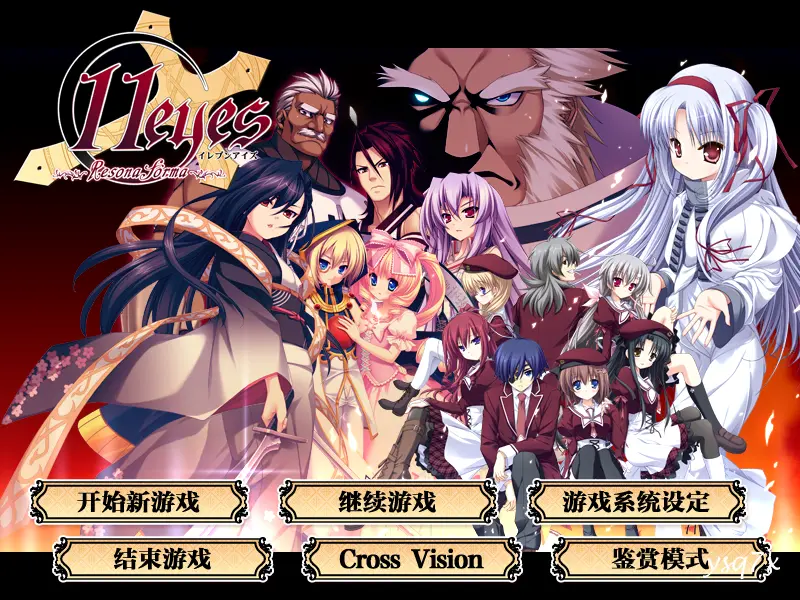 11eyes
イレブンアイズ
Resona forma
开始新游戏
继续游戏
游戏系统设定
结束游戏
Cross Vision
鉴赏模式